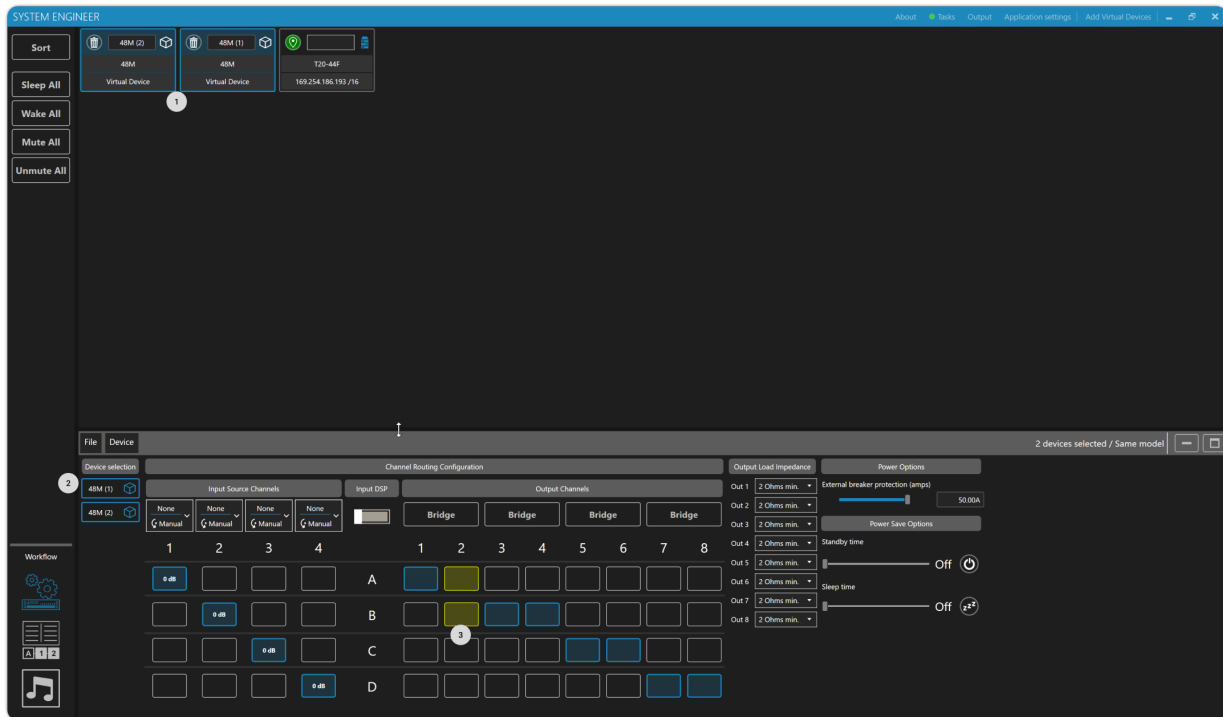 SYSTEM ENGINEER
About Tasks Output Application settings Add Virtual Devices
Sort
Sleep All
Wake All
Mute All
Unmute All
48M (2)
48M
Virtual Device
48M (1)
48M
Virtual Device
T20-44F
169.254.186.193 /16
1
File Device
2 devices selected / Same model
Device selection
2
48M (1)
48M (2)
Channel Routing Configuration
Input Source Channels
Input DSP
Output Channels
None None None None
Manual Manual Manual Manual
Bridge Bridge Bridge Bridge
1 2 3 4 1 2 3 4 5 6 7 8
0 dB A
0 dB B
3
0 dB C
0 dB D
Output Load Impedance
Out 1 2 Ohms min.
Out 2 2 Ohms min.
Out 3 2 Ohms min.
Out 4 2 Ohms min.
Out 5 2 Ohms min.
Out 6 2 Ohms min.
Out 7 2 Ohms min.
Out 8 2 Ohms min.
Power Options
External breaker protection (amps)
50.00A
Power Save Options
Standby time
Off
Sleep time
Off zzz
Workflow
A 1 2